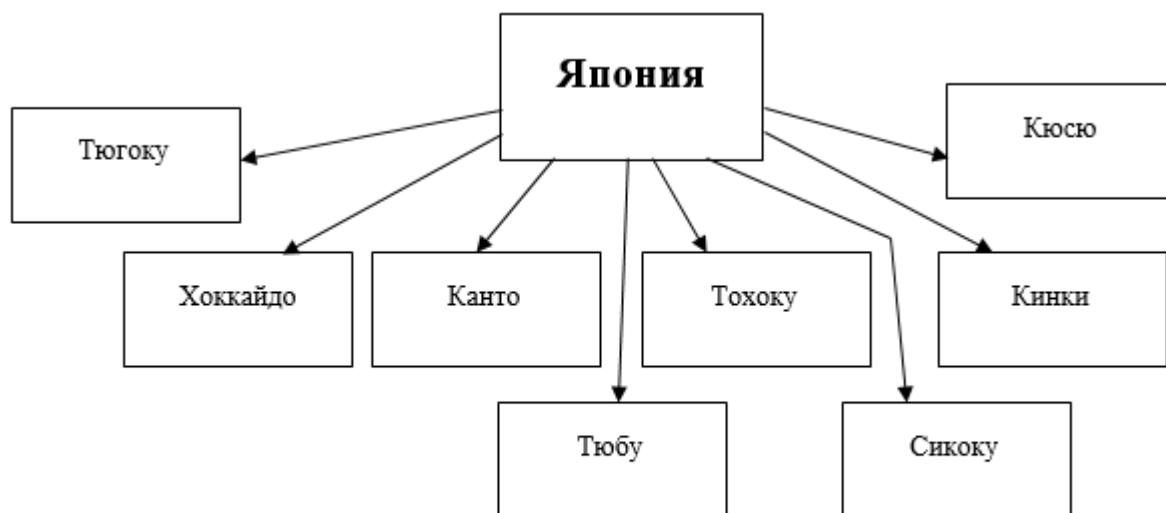 Япония
Тюгоку
Кюсю
Хоккайдо
Канто
Тохоку
Кинки
Тюбу
Сикоку